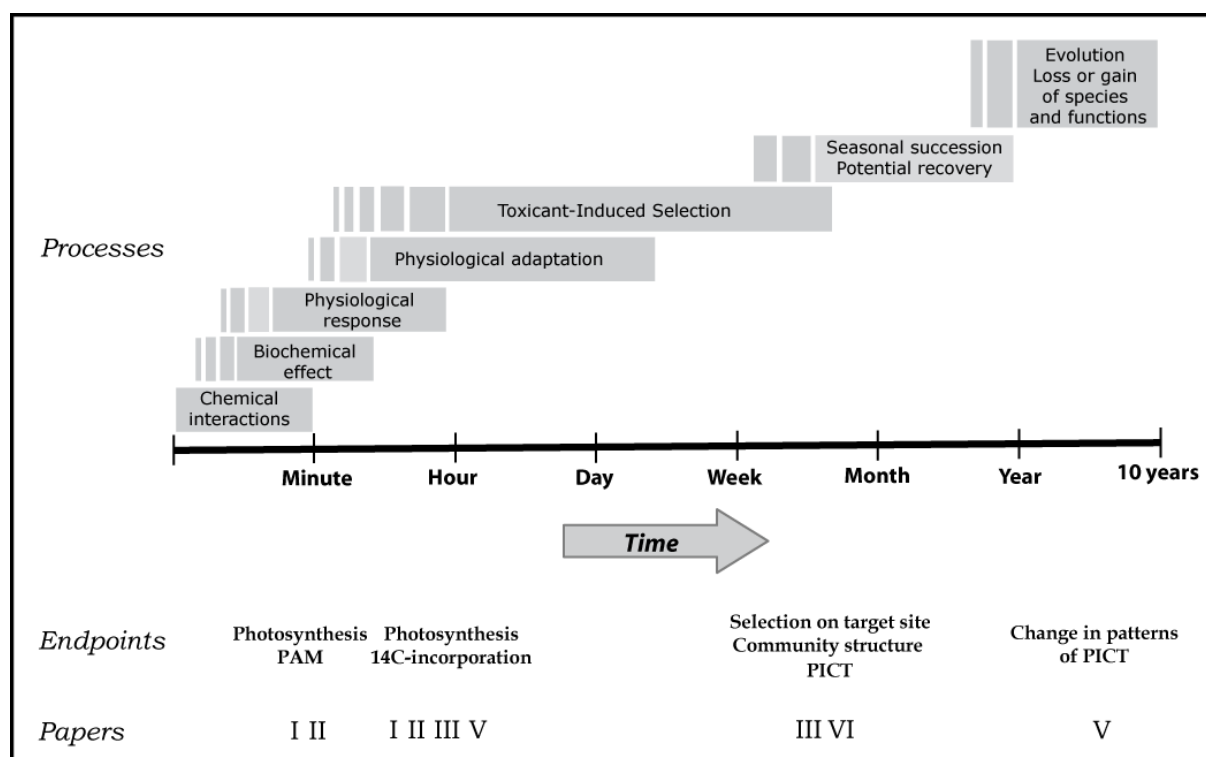 Evolution
Loss or gain
of species
and functions
Seasonal succession
Potential recovery
Toxicant-Induced Selection
Processes
Physiological adaptation
Physiological
response
Biochemical
effect
Chemical
interactions
Minute Hour Day Week Month Year 10 years
Time
Endpoints
Photosynthesis
PAM
Photosynthesis
14C-incorporation
Selection on target site
Community structure
PICT
Change in patterns
of PICT
Papers I II I II III V III VI V